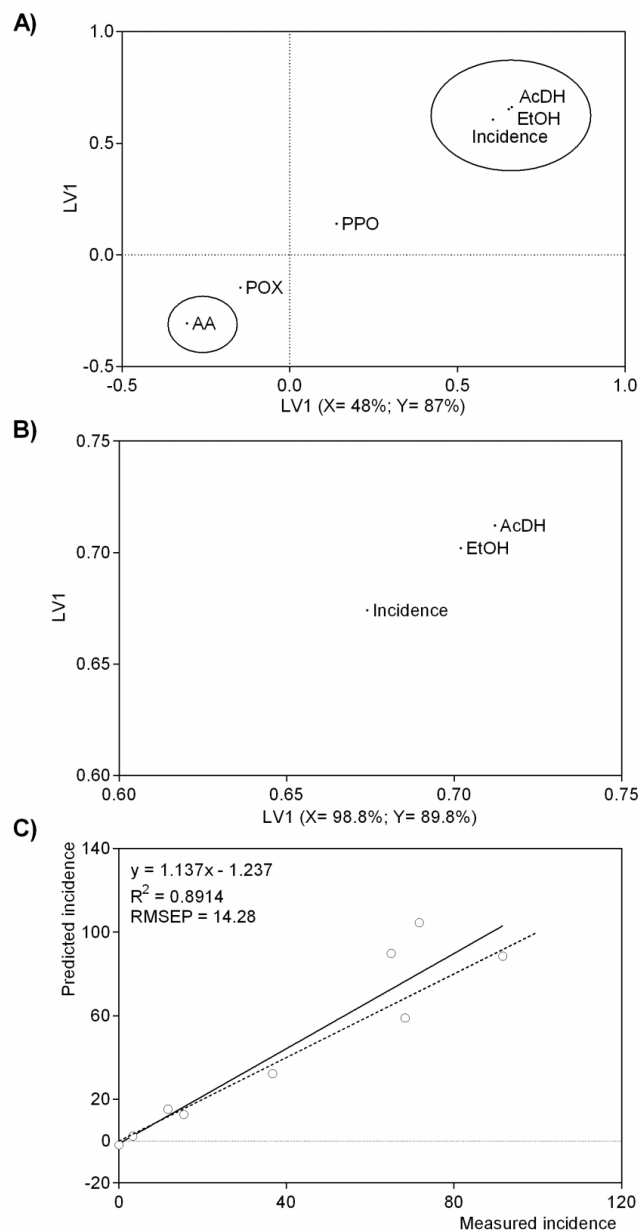 A)
1.0
AcDH
EtOH
Incidence
0.5
LV1
PPO
0.0
POX
AA
-0.5
-0.5
0.0
0.5
1.0
LV1 (X= 48%; Y= 87%)
B)
0.75
AcDH
EtOH
0.70
LV1
Incidence
0.65
0.60
0.60
0.65
0.70
0.75
LV1 (X= 98.8%; Y= 89.8%)
C)
140
y = 1.137x - 1.237
R2 = 0.8914
RMSEP = 14.28
100
Predicted incidence
60
20
0
-20
0
40
80
120
Measured incidence